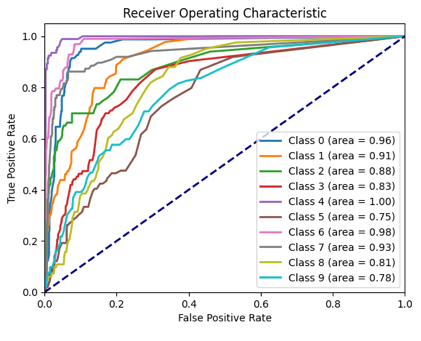 Receiver Operating Characteristic
True Positive Rate
1.0
0.8
0.6
0.4
0.2
0.0
Class 0 (area = 0.96)
Class 1 (area = 0.91)
Class 2 (area = 0.88)
Class 3 (area = 0.83)
Class 4 (area = 1.00)
Class 5 (area = 0.75)
Class 6 (area = 0.98)
Class 7 (area = 0.93)
Class 8 (area = 0.81)
Class 9 (area = 0.78)
0.0 0.2 0.4 0.6 0.8 1.0
False Positive Rate